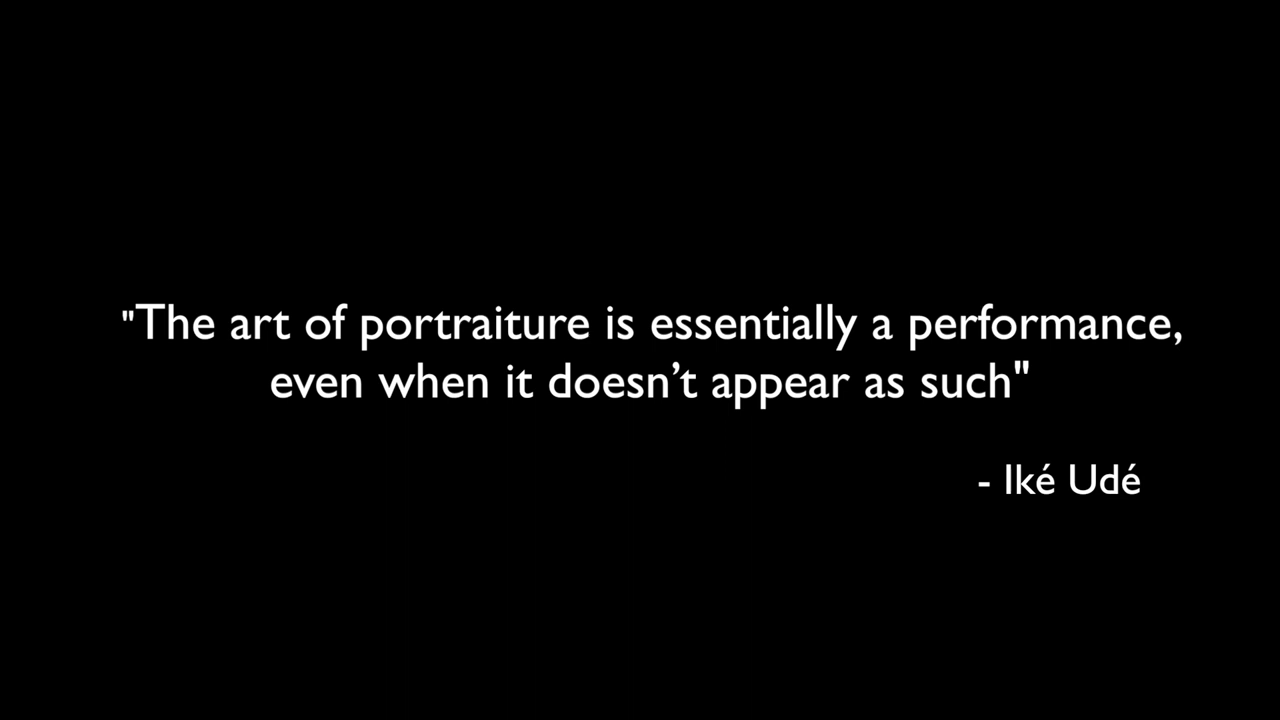 "The art of portraiture is essentially a performance,
even when it doesn’t appear as such"
- Iké Udé